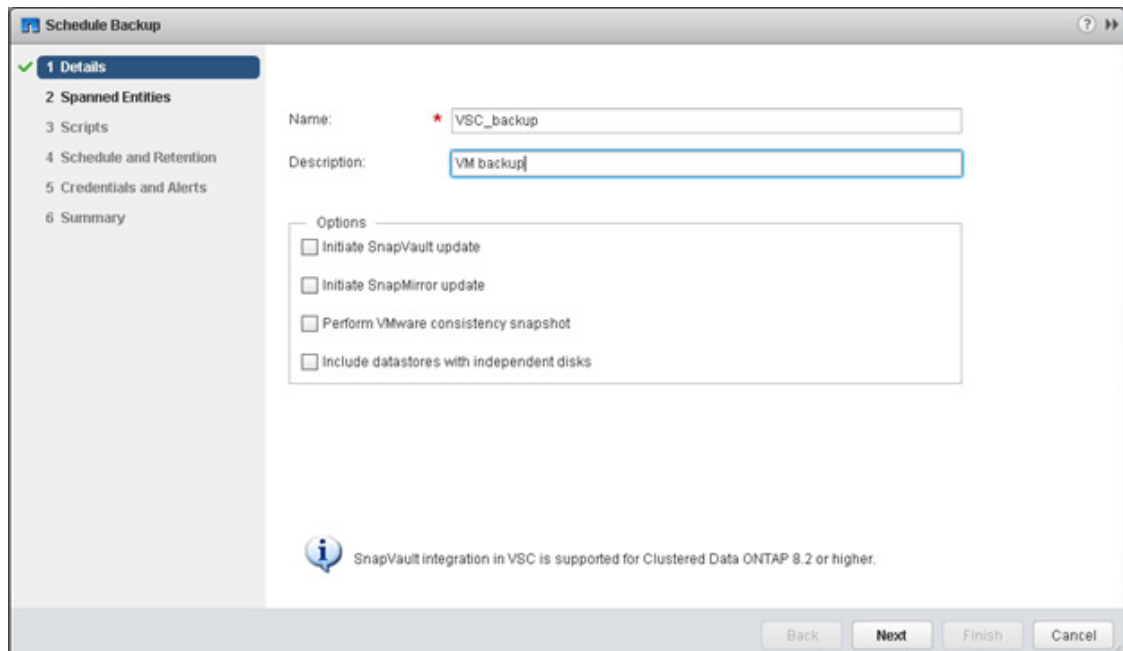 Schedule Backup
1 Details
2 Spanned Entities
3 Scripts
4 Schedule and Retention
5 Credentials and Alerts
6 Summary
Name: * VSC_backup
Description: VM backup
Options
Initiate SnapVault update
Initiate SnapMirror update
Perform VMware consistency snapshot
Include datastores with independent disks
SnapVault integration in VSC is supported for Clustered Data ONTAP 8.2 or higher.
Back Next Finish Cancel